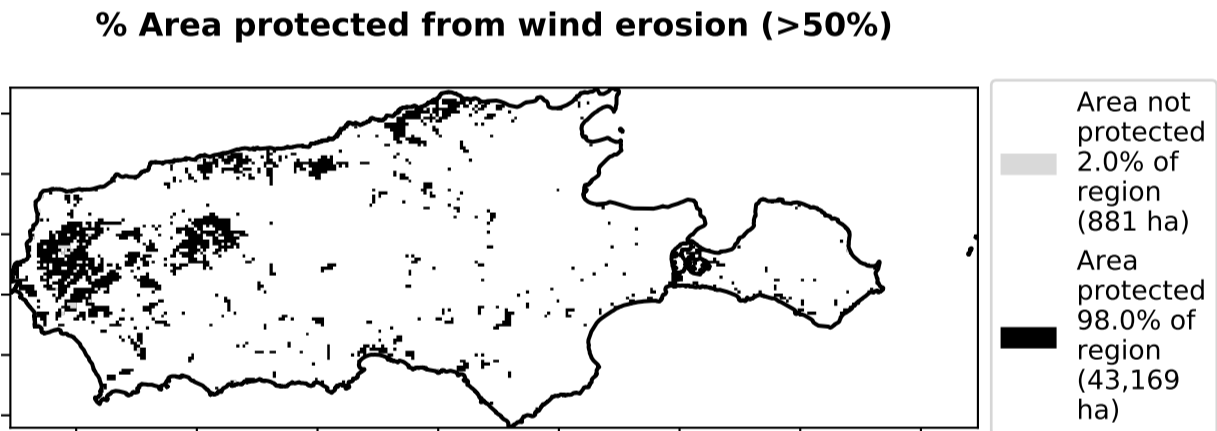 % Area protected from wind erosion (>50%)
Area not
protected
2.0% of
region
(881 ha)
Area
protected
98.0% of
region
(43,169
ha)